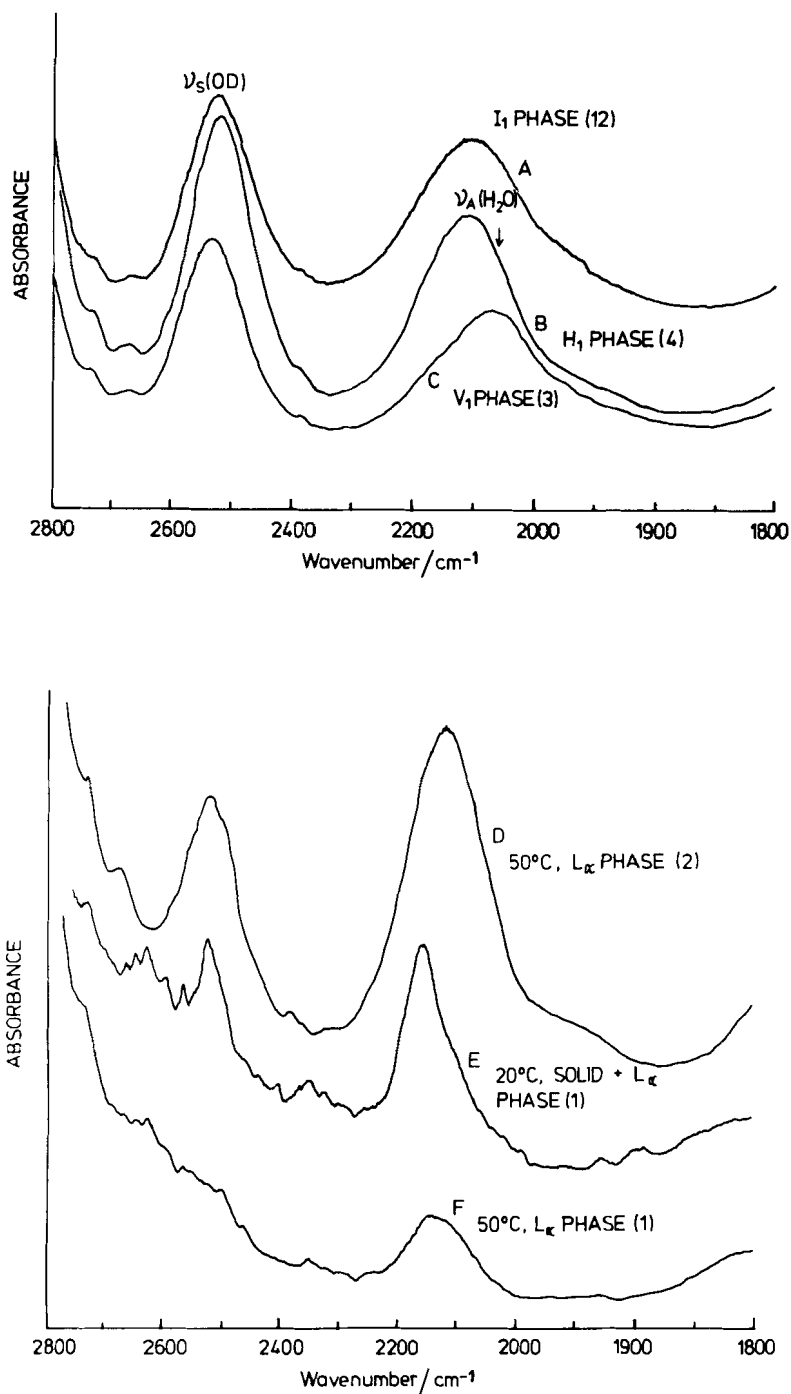 νS(OD)
I₁ PHASE (12)
A
νA(H₂O)
↓
B
H₁ PHASE (4)
C
V₁ PHASE (3)
ABSORBANCE
2800 2600 2400 2200 2000 1900 1800
Wavenumber/cm⁻¹
D
50°C, Lα PHASE (2)
E
20°C, SOLID + Lα
PHASE (1)
F
50°C, Lα PHASE (1)
ABSORBANCE
2800 2600 2400 2200 2000 1900 1800
Wavenumber/cm⁻¹